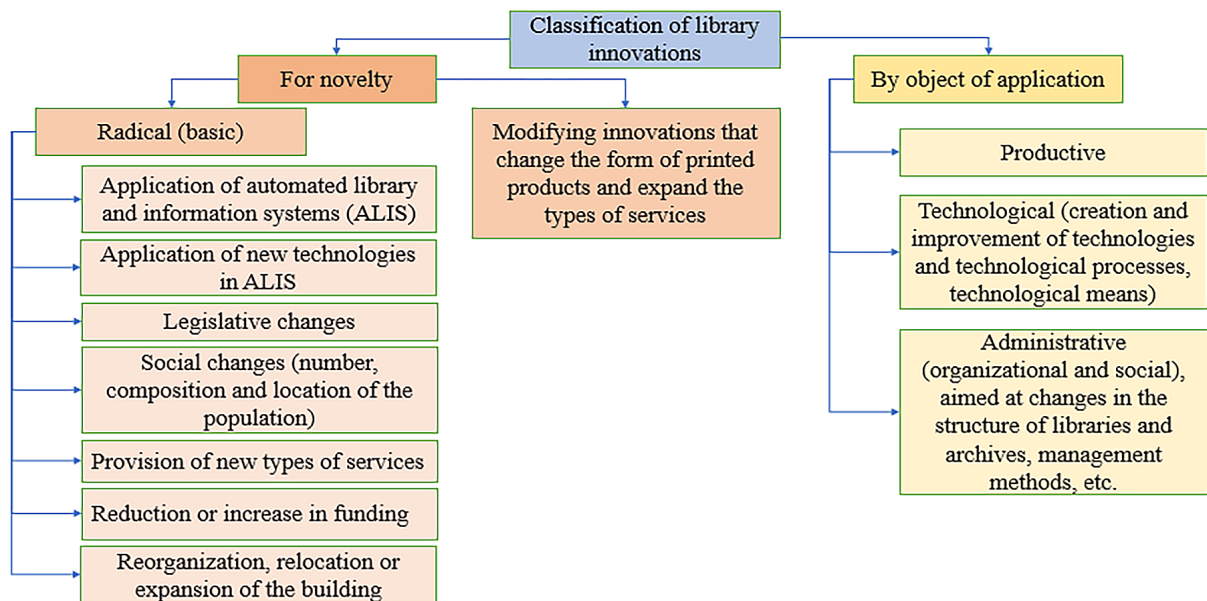 Classification of library
innovations
For novelty
By object of application
Radical (basic)
Modifying innovations that
change the form of printed
products and expand the
types of services
Application of automated library
and information systems (ALIS)
Application of new technologies
in ALIS
Legislative changes
Social changes (number,
composition and location of the
population)
Provision of new types of services
Reduction or increase in funding
Reorganization, relocation or
expansion of the building
Productive
Technological (creation and
improvement of technologies
and technological processes,
technological means)
Administrative
(organizational and social),
aimed at changes in the
structure of libraries and
archives, management
methods, etc.